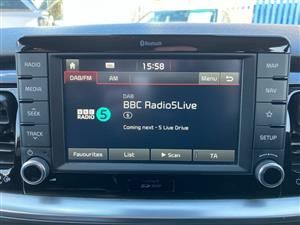 Bluetooth
15:58
RADIO
MEDIA
SEEK
TRACK
DAB/FM
AM
Menu
DAB
BBC
RADIO
5
BBC Radio5Live
6
Coming next - 5 Live Drive
Favourites
List
Scan
TA
MAP
NAV
SETUP